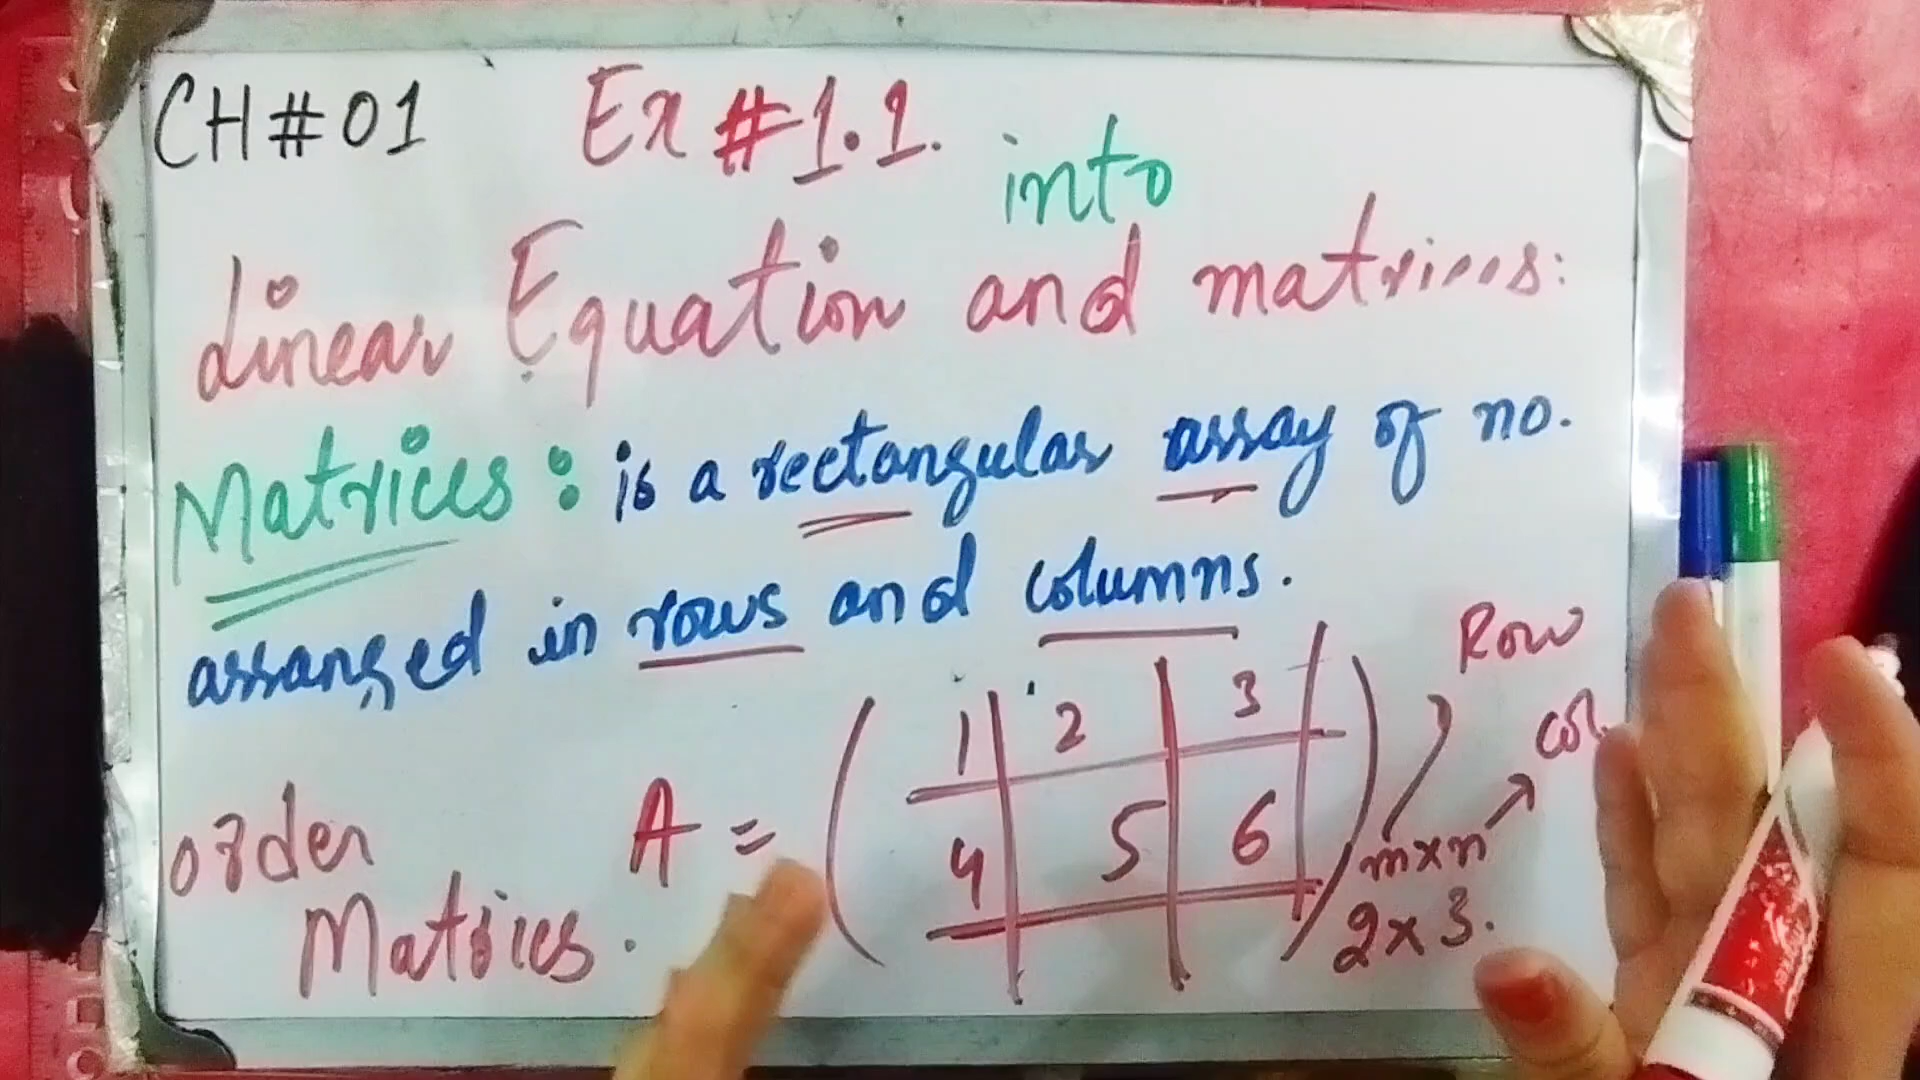 CH#01 Ex #1.1.
into
Linear Equation and matrices:
Matrices : is a rectangular array of no.
arranged in rows and columns.
Row
Col.
order A = ( 1 2 3
4 5 6 ) m×n
Matrices. 2×3.